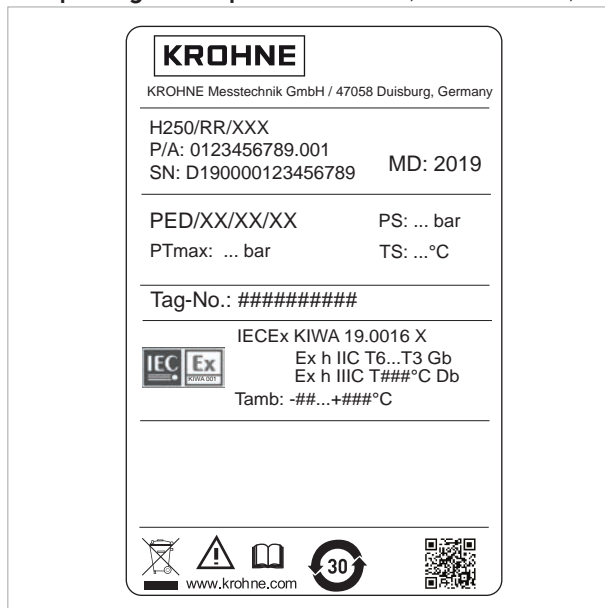 KROHNE
KROHNE Messtechnik GmbH / 47058 Duisburg, Germany
H250/RR/XXX
P/A: 0123456789.001
SN: D190000123456789
MD: 2019
PED/XX/XX/XX
PS: ... bar
PTmax: ... bar
TS: ...°C
Tag-No.: ##########
IECEx KIWA 19.0016 X
IEC Ex
KIWA 001
Ex h IIC T6...T3 Gb
Ex h IIIC T###°C Db
Tamb: -##...+###°C
30
www.krohne.com